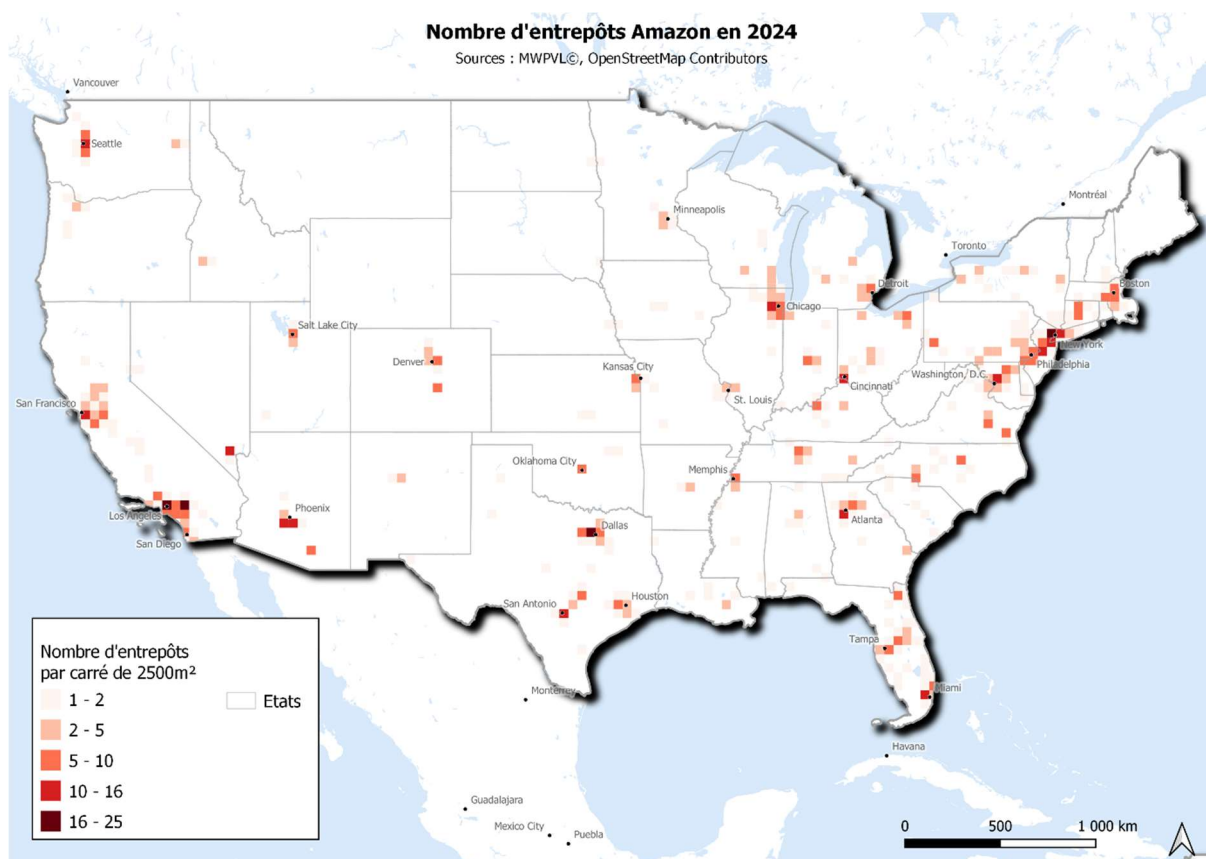 Nombre d'entrepôts Amazon en 2024
Sources : MWPVL©, OpenStreetMap Contributors
Vancouver
Seattle
Montréal
Minneapolis
Toronto
Detroit
Boston
Chicago
Salt Lake City
New York
Denver
Philadelphia
Kansas City
Cincinnati
Washington, D.C.
St. Louis
San Francisco
Oklahoma City
Memphis
Los Angeles
Phoenix
Atlanta
San Diego
Dallas
San Antonio
Houston
Tampa
Miami
Monterrey
Havana
Guadalajara
Mexico City
Puebla
Nombre d'entrepôts
par carré de 2500m²
1 - 2
2 - 5
5 - 10
10 - 16
16 - 25
Etats
0 500 1 000 km